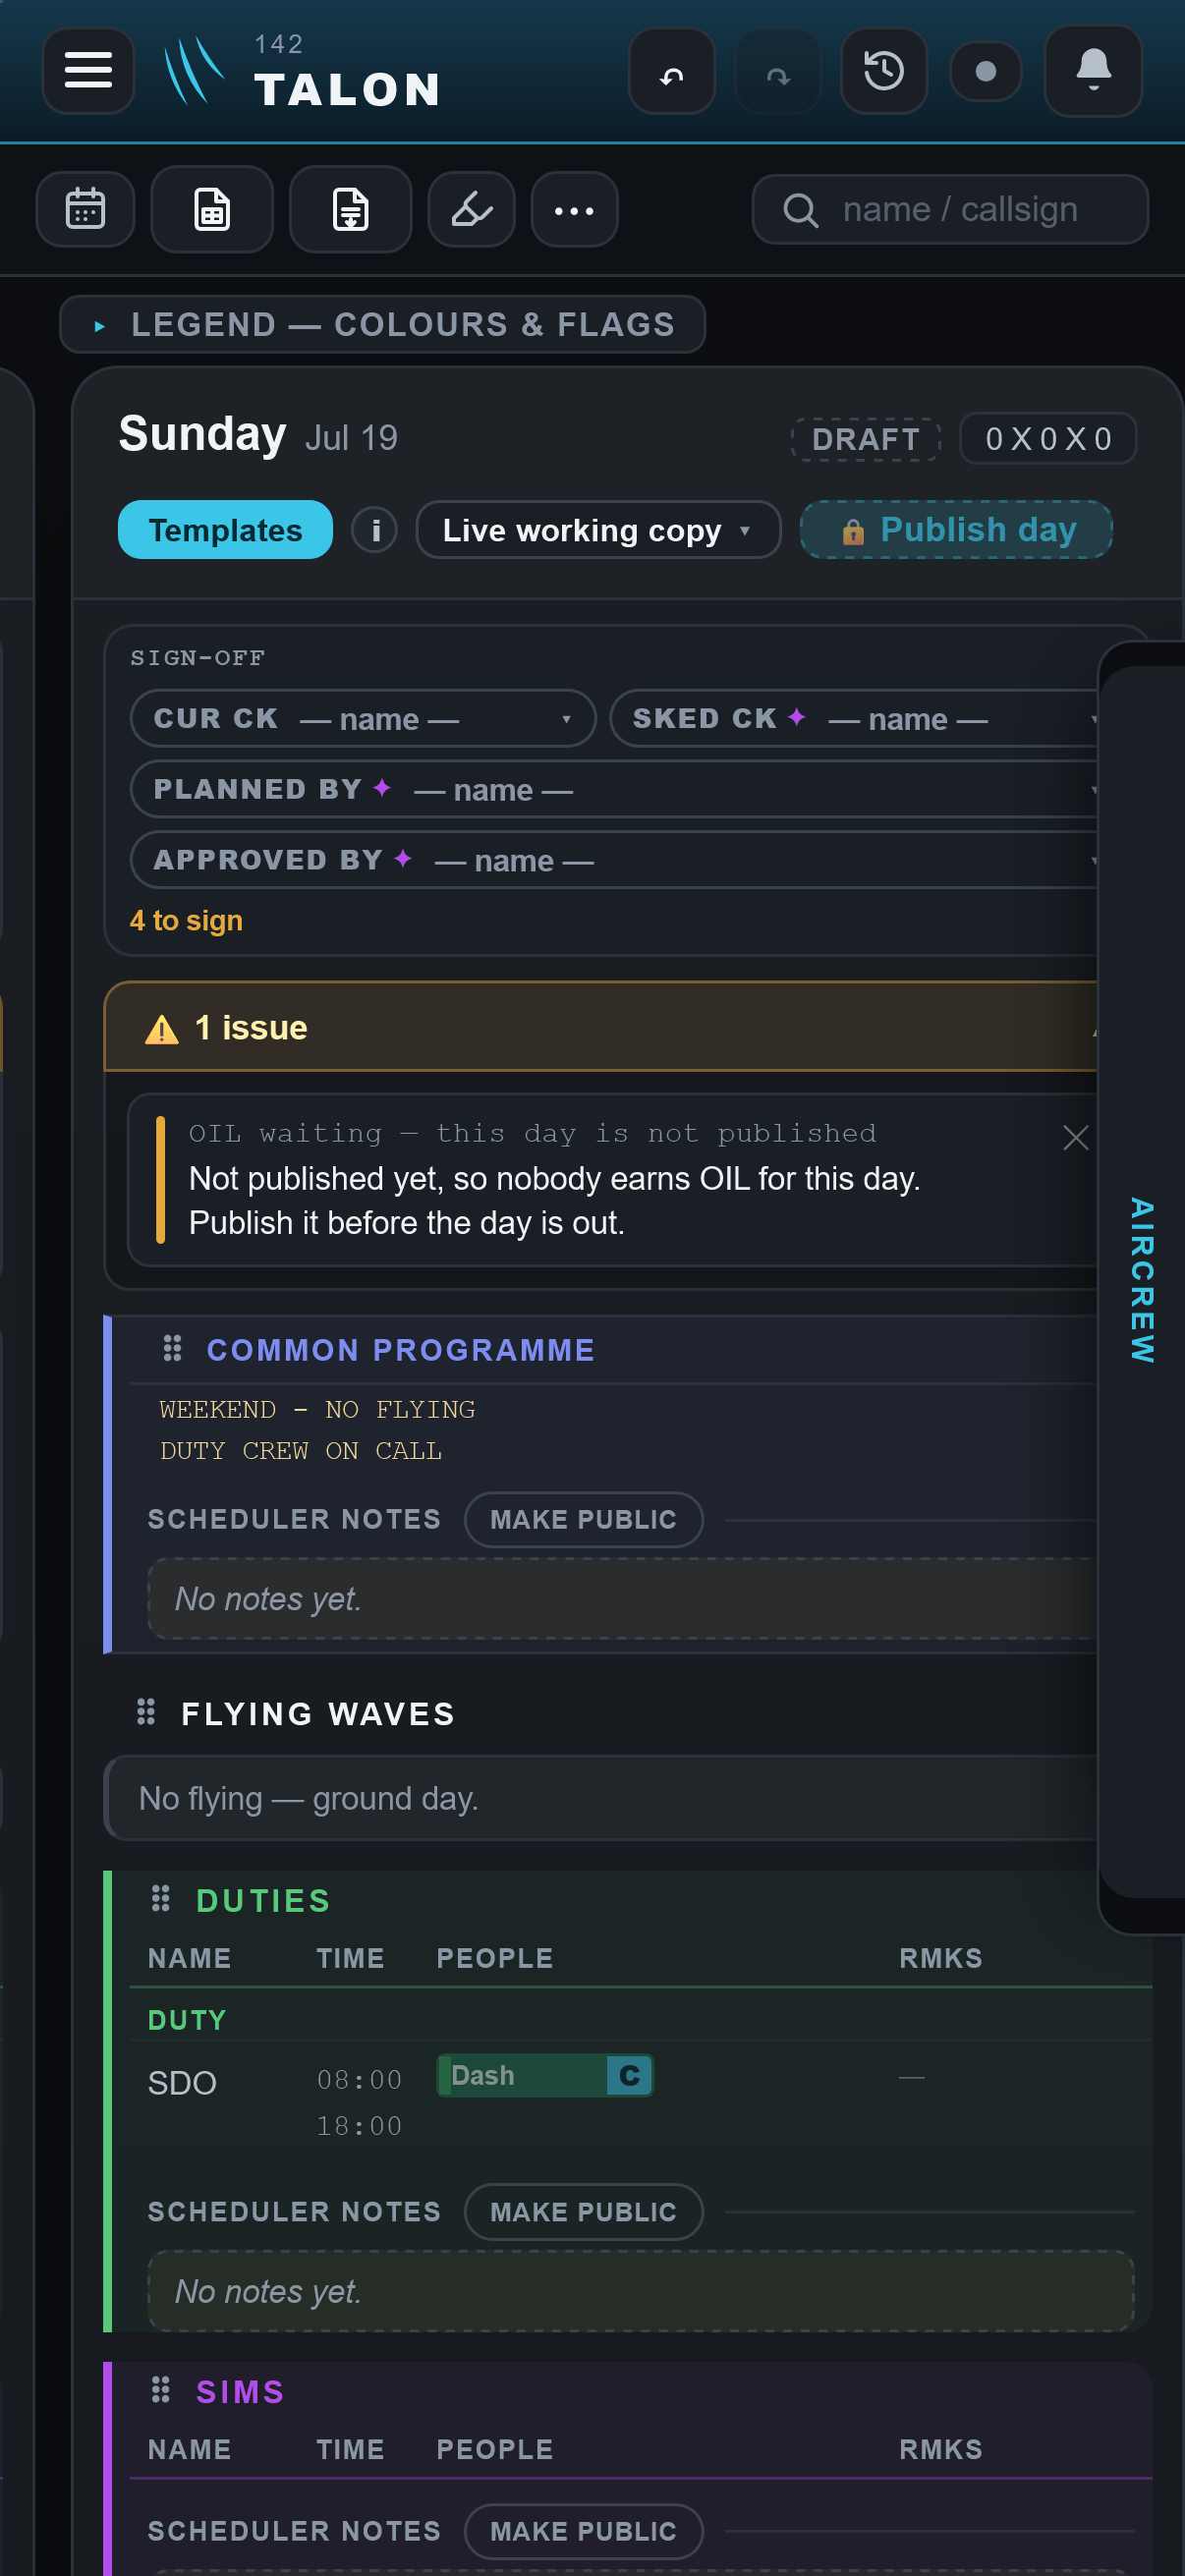 142
TALON
name / callsign
LEGEND — COLOURS & FLAGS
Sunday Jul 19 DRAFT 0 X 0 X 0
Templates i Live working copy Publish day
SIGN-OFF
CUR CK — name — SKED CK — name —
PLANNED BY — name —
APPROVED BY — name —
4 to sign
1 issue
OIL waiting — this day is not published
Not published yet, so nobody earns OIL for this day.
Publish it before the day is out.
AIRCREW
COMMON PROGRAMME
WEEKEND - NO FLYING
DUTY CREW ON CALL
SCHEDULER NOTES MAKE PUBLIC
No notes yet.
FLYING WAVES
No flying — ground day.
DUTIES
NAME TIME PEOPLE RMKS
DUTY
SDO 08:00 Dash C —
18:00
SCHEDULER NOTES MAKE PUBLIC
No notes yet.
SIMS
NAME TIME PEOPLE RMKS
SCHEDULER NOTES MAKE PUBLIC